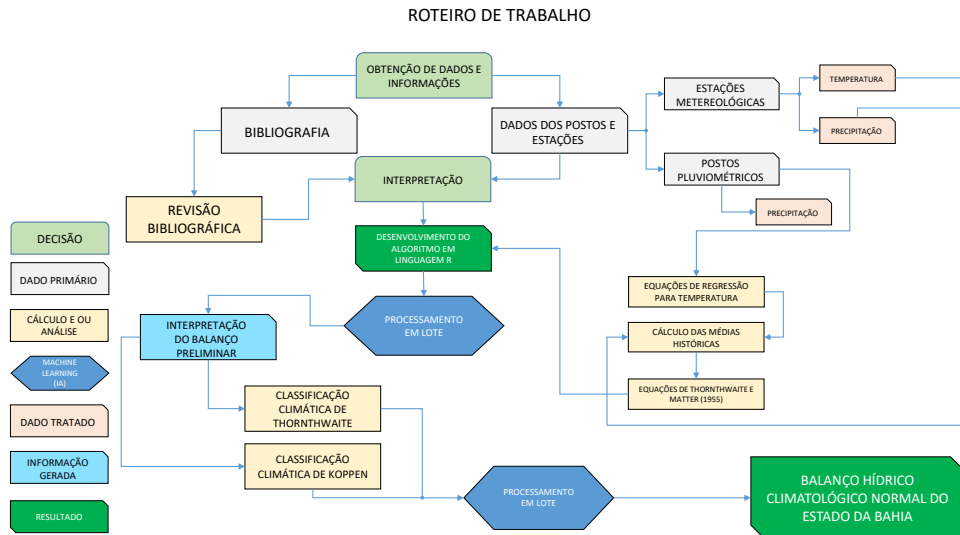 ROTEIRO DE TRABALHO
OBTENÇÃO DE DADOS E
INFORMAÇÕES
BIBLIOGRAFIA
DADOS DOS POSTOS E
ESTAÇÕES
ESTAÇÕES
METEREOLÓGICAS
TEMPERATURA
PRECIPITAÇÃO
POSTOS
PLUVIOMÉTRICOS
PRECIPITAÇÃO
INTERPRETAÇÃO
REVISÃO
BIBLIOGRÁFICA
DESENVOLVIMENTO DO
ALGORITMO EM
LINGUAGEM R
EQUAÇÕES DE REGRESSÃO
PARA TEMPERATURA
CÁLCULO DAS MÉDIAS
HISTÓRICAS
EQUAÇÕES DE THORNTHWAITE E
MATTER (1955)
PROCESSAMENTO
EM LOTE
INTERPRETAÇÃO
DO BALANÇO
PRELIMINAR
CLASSIFICAÇÃO
CLIMÁTICA DE
THORNTHWAITE
CLASSIFICAÇÃO
CLIMÁTICA DE KOPPEN
PROCESSAMENTO
EM LOTE
BALANÇO HÍDRICO
CLIMATOLÓGICO NORMAL DO
ESTADO DA BAHIA
DECISÃO
DADO PRIMÁRIO
CÁLCULO E OU
ANÁLISE
MACHINE
LEARNING
(IA)
DADO TRATADO
INFORMAÇÃO
GERADA
RESULTADO